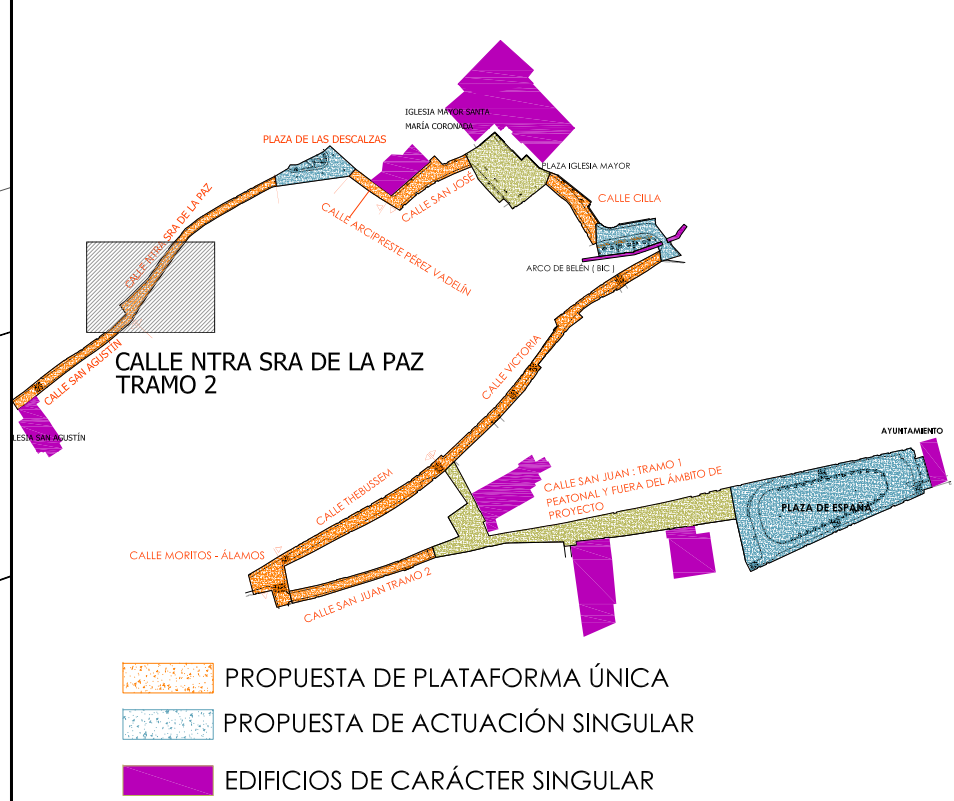 IGLESIA MAYOR SANTA
MARÍA CORONADA
PLAZA DE LAS DESCALZAS
PLAZA IGLESIA MAYOR
CALLE SAN JOSÉ
CALLE CILLA
CALLE NTRA SRA DE LA PAZ
CALLE ARCIPRESTE PÉREZ VADELÍN
ARCO DE BELÉN ( BIC )
CALLE NTRA SRA DE LA PAZ
TRAMO 2
CALLE SAN AGUSTÍN
CALLE VICTORIA
LESIA SAN AGUSTÍN
AYUNTAMIENTO
CALLE THEBUSSEM
CALLE SAN JUAN : TRAMO 1
PEATONAL Y FUERA DEL ÁMBITO DE
PROYECTO
PLAZA DE ESPAÑA
CALLE MORITOS - ÁLAMOS
CALLE SAN JUAN TRAMO 2
PROPUESTA DE PLATAFORMA ÚNICA
PROPUESTA DE ACTUACIÓN SINGULAR
EDIFICIOS DE CARÁCTER SINGULAR